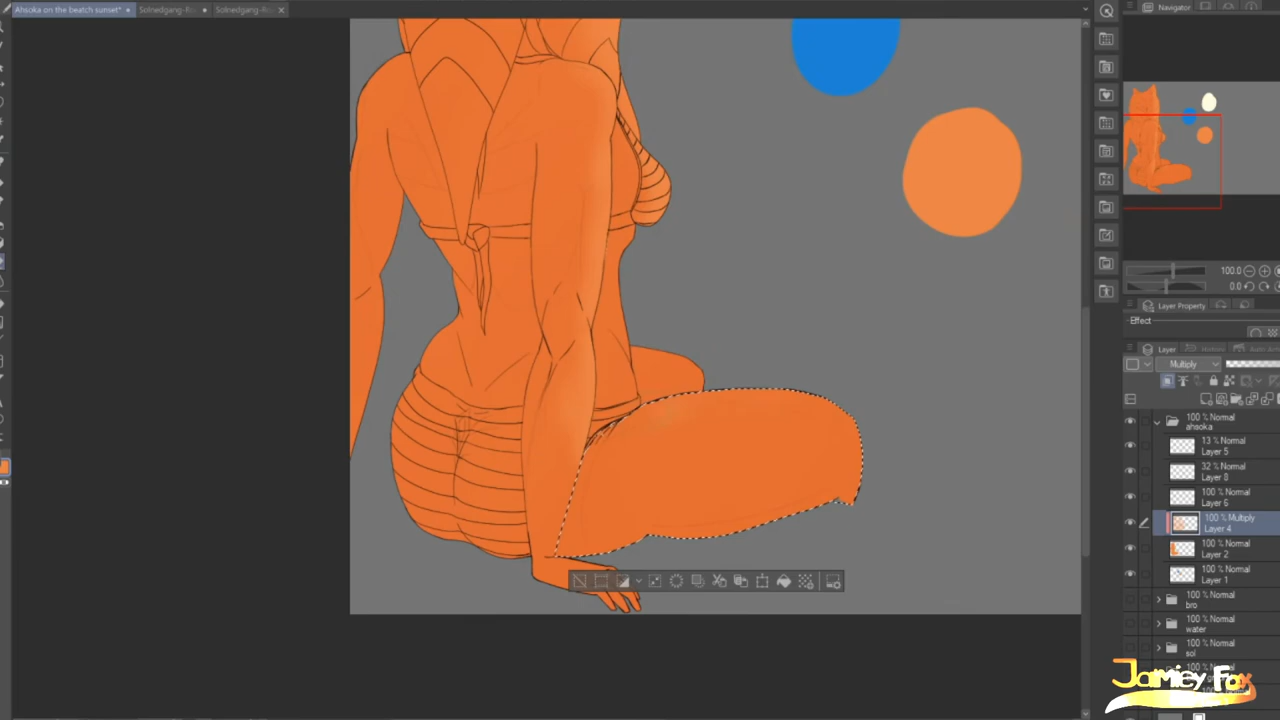 Ahsoka on the beatch sunset*
Solnedgang-R
Solnedgang-R
Navigator
100.0
0.0
Layer Property
Effect
Layer
Multiply
100 % Normal
ahsoka
13 % Normal
Layer 5
32 % Normal
Layer 8
100 % Normal
Layer 6
100 % Multiply
Layer 4
100 % Normal
Layer 2
100 % Normal
Layer 1
100 % Normal
bro
100 % Normal
water
100 % Normal
sol
Jamiey Fox